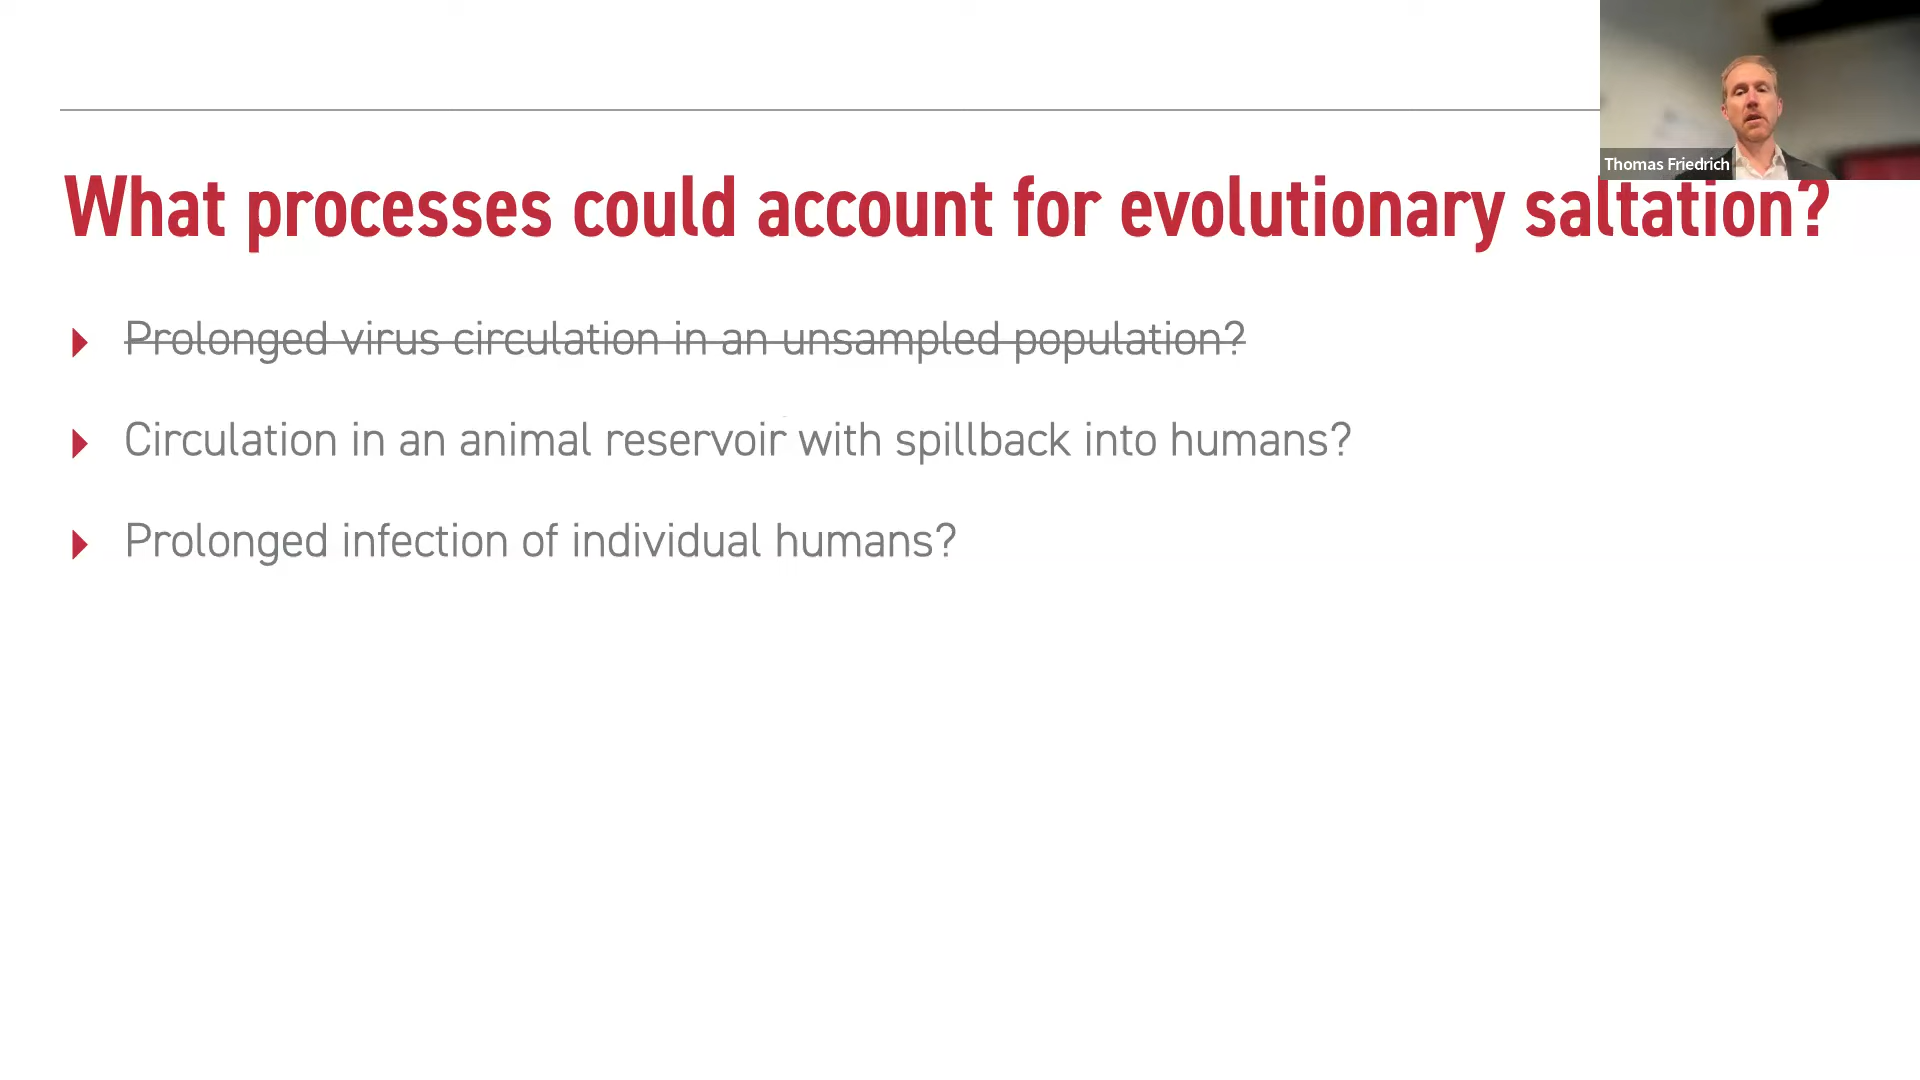 Thomas Friedrich
What processes could account for evolutionary saltation?
Prolonged virus circulation in an unsampled population?
Circulation in an animal reservoir with spillback into humans?
Prolonged infection of individual humans?